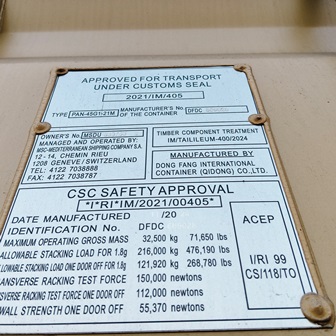 APPROVED FOR TRANSPORT
UNDER CUSTOMS SEAL
2021/IM/405
TYPE PAN-45G1-21M MANUFACTURER'S No OF THE CONTAINER DFDC
OWNER'S No MSDU
MANAGED AND OPERATED BY:
MSC-MEDITERRANEAN SHIPPING COMPANY S.A.
12 - 14, CHEMIN RIEU
1208 GENEVE / SWITZERLAND
TEL: 4122 7038888
FAX: 4122 7038787
TIMBER COMPONENT TREATMENT
IM/TAILILEUM-400/2024
MANUFACTURED BY
DONG FANG INTERNATIONAL
CONTAINER (QIDONG) CO.,LTD.
CSC SAFETY APPROVAL
*I*RI*IM/2021/00405*
DATE MANUFACTURED /20
IDENTIFICATION No. DFDC
MAXIMUM OPERATING GROSS MASS 32,500 kg 71,650 lbs
ALLOWABLE STACKING LOAD FOR 1.8g 216,000 kg 476,190 lbs
LOWABLE STACKING LOAD ONE DOOR OFF FOR 1.8g 121,920 kg 268,780 lbs
ANSVERSE RACKING TEST FORCE 150,000 newtons
NSVERSE RACKING TEST FORCE ONE DOOR OFF 112,000 newtons
WALL STRENGTH ONE DOOR OFF 55,370 newtons
ACEP
I/RI 99
CS/118/TO